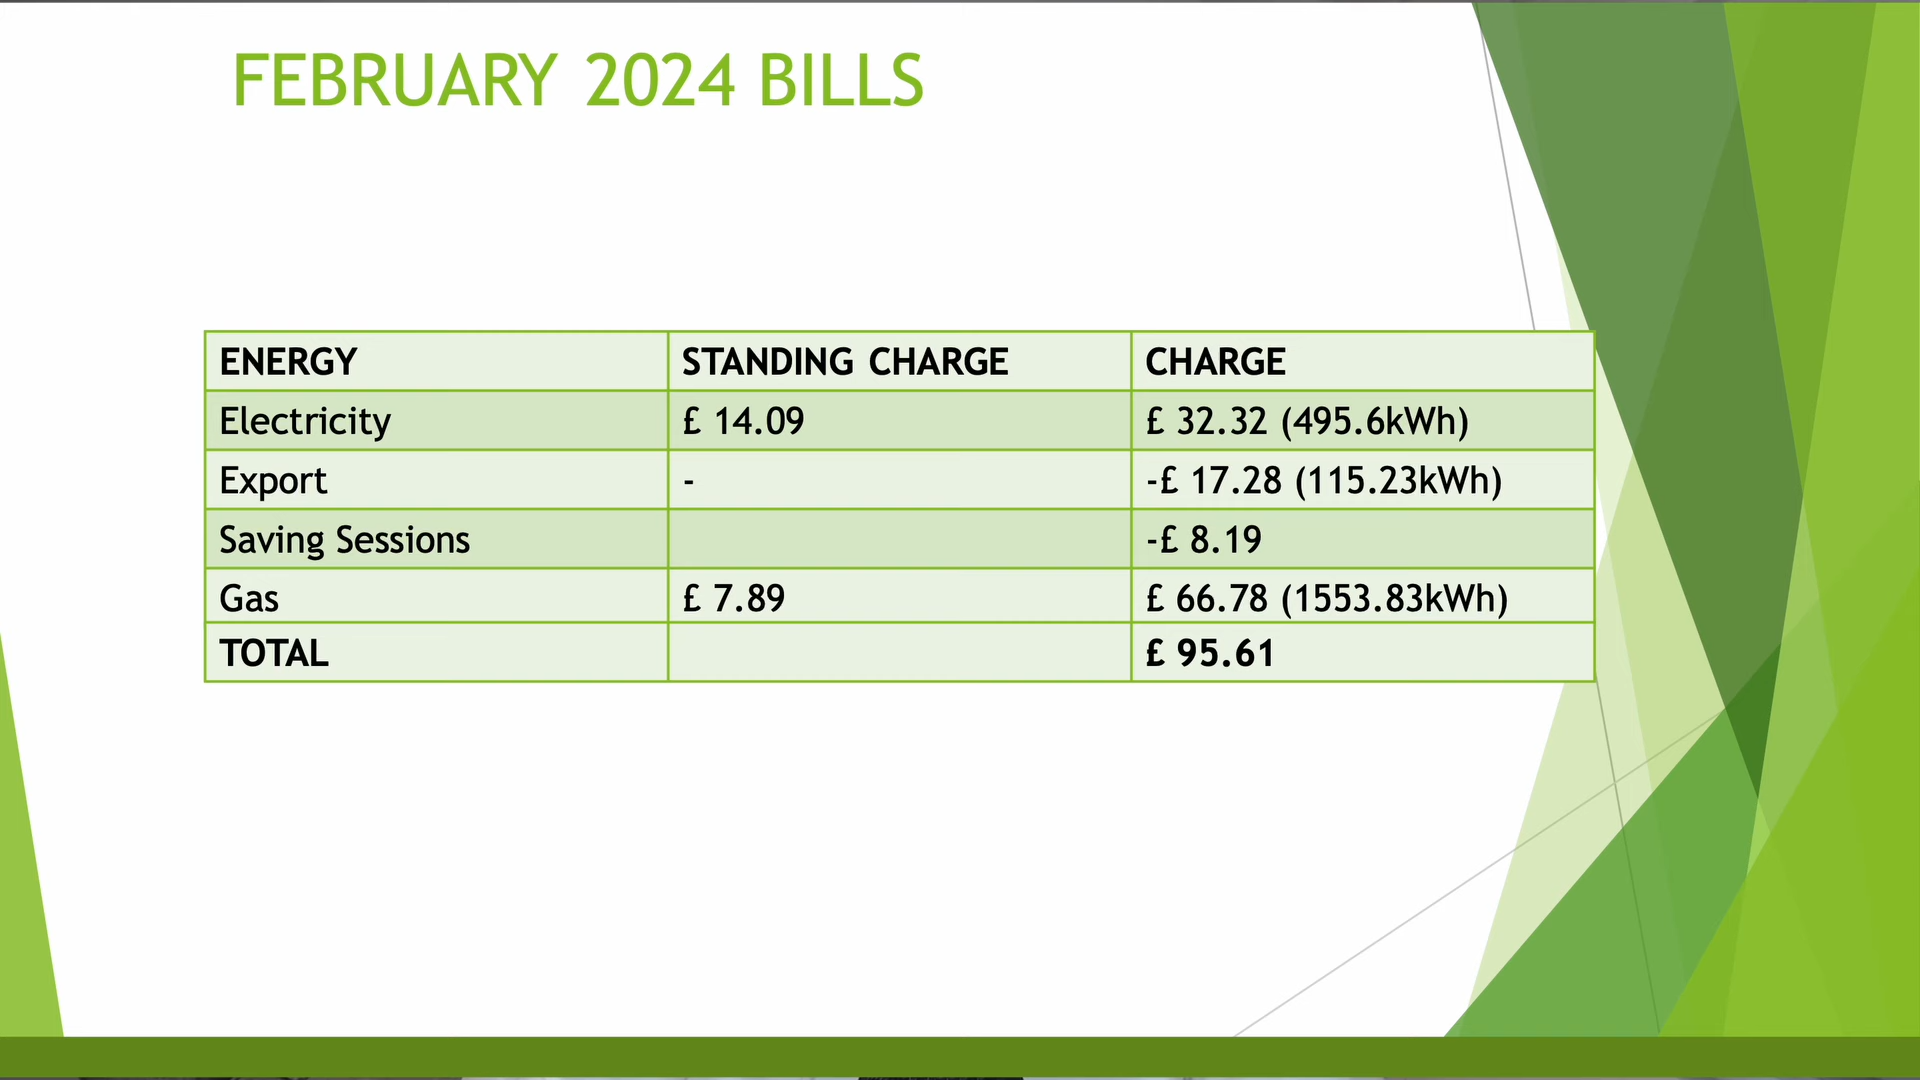 FEBRUARY 2024 BILLS
ENERGY STANDING CHARGE CHARGE
Electricity £ 14.09 £ 32.32 (495.6kWh)
Export - -£ 17.28 (115.23kWh)
Saving Sessions -£ 8.19
Gas £ 7.89 £ 66.78 (1553.83kWh)
TOTAL £ 95.61